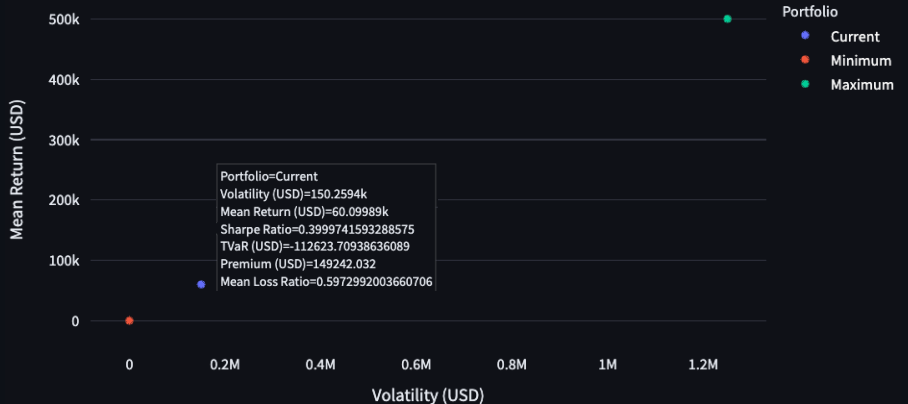 Portfolio
Current
Minimum
Maximum
500k
400k
300k
200k
100k
0
Mean Return (USD)
Portfolio=Current
Volatility (USD)=150.2594k
Mean Return (USD)=60.09989k
Sharpe Ratio=0.3999741593288575
TVaR (USD)=-112623.70938636089
Premium (USD)=149242.032
Mean Loss Ratio=0.5972992003660706
0
0.2M
0.4M
0.6M
0.8M
1M
1.2M
Volatility (USD)